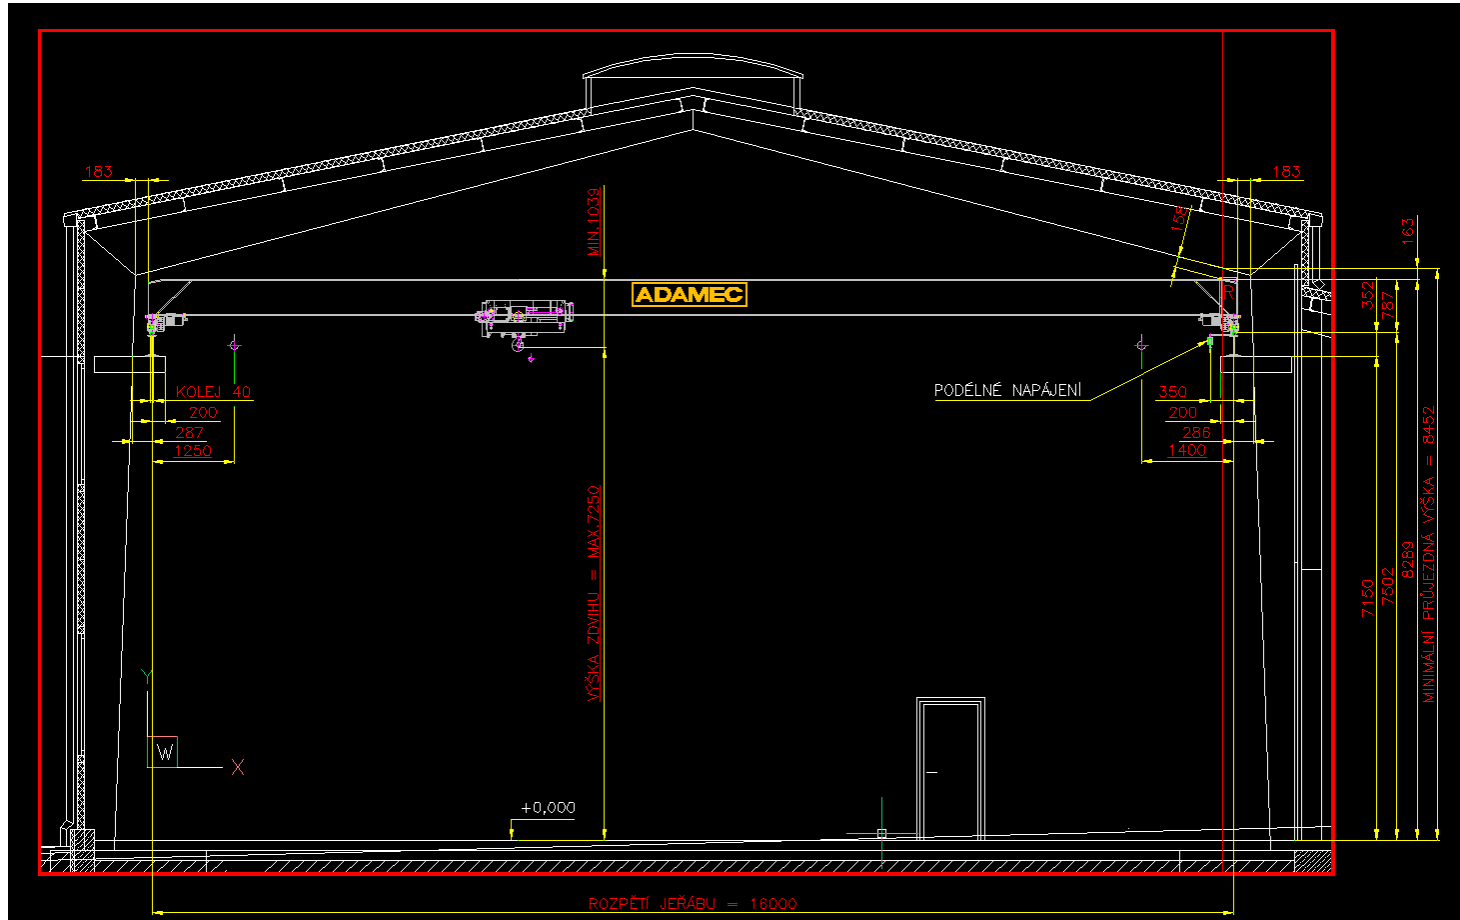 183
183
MIN.1039
158
163
ADAMEC
R
352
787
KOLEJ 40
200
287
1250
PODÉLNÉ NAPÁJENÍ
350
200
286
1400
VÝŠKA ZDVIHU = MAX.7250
7150
7502
8289
MINIMÁLNÍ PRŮJEZDNÁ VÝŠKA = 8452
Y
W
X
+0,000
ROZPĚTÍ JEŘÁBU = 16000